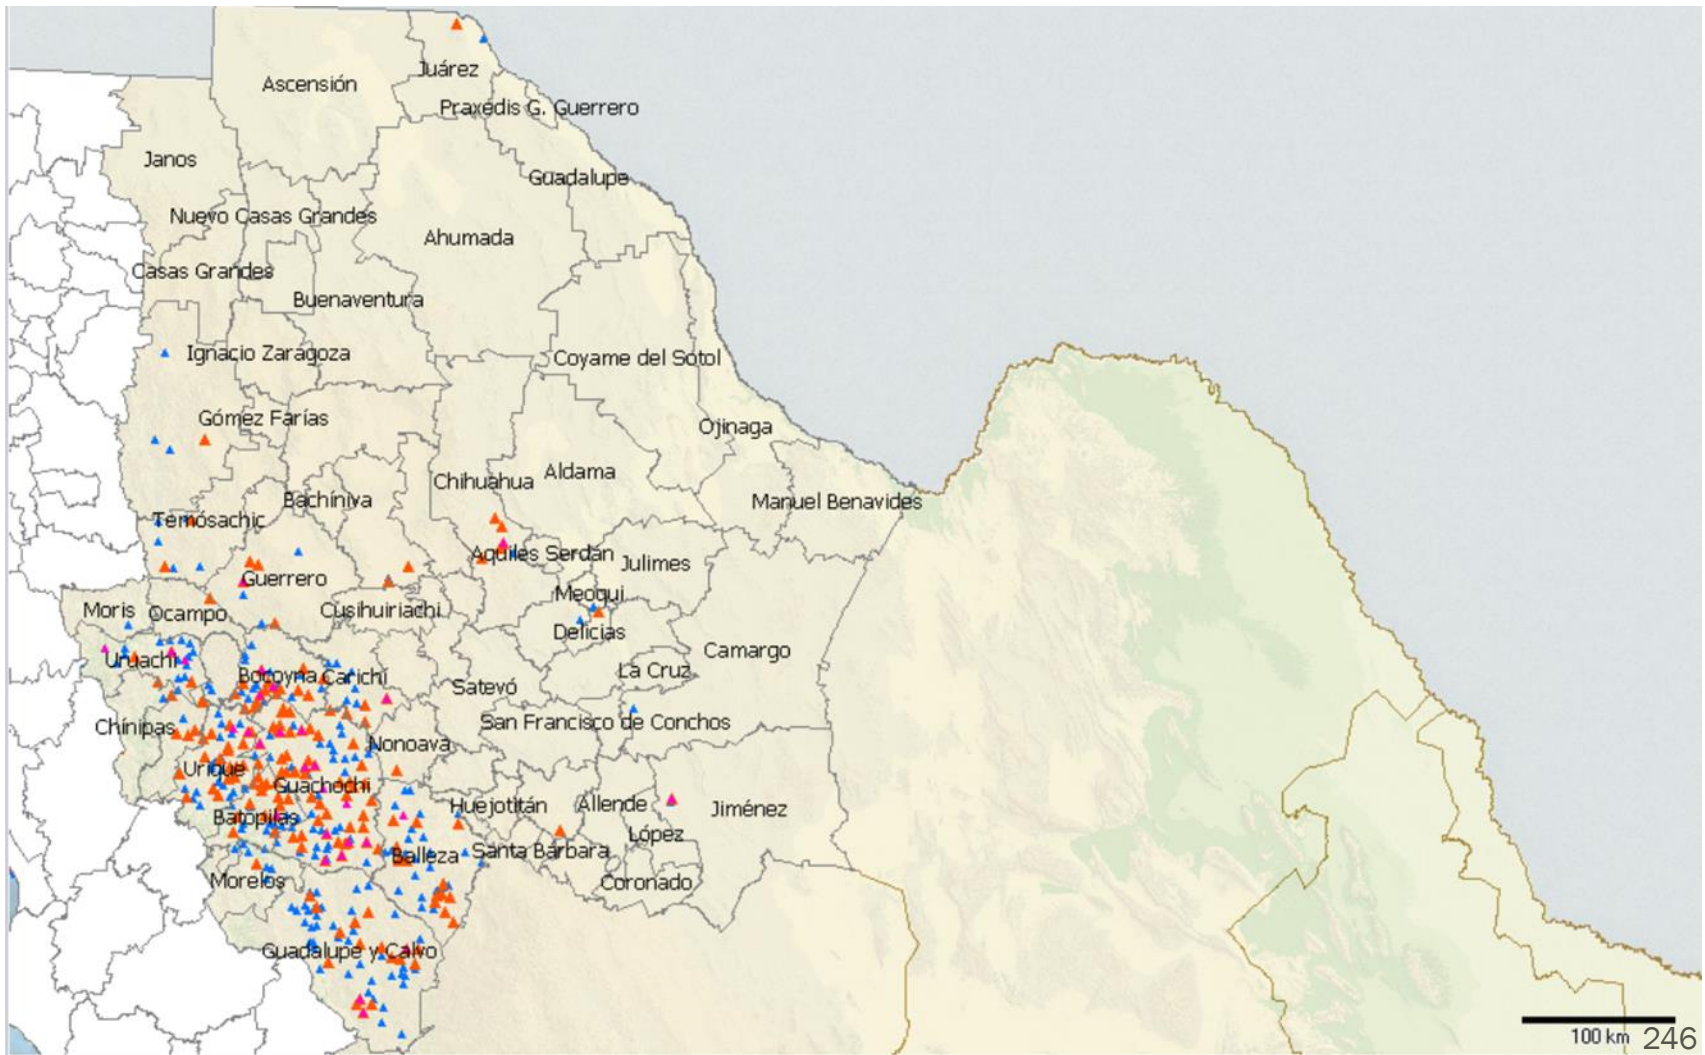 Juárez
Ascensión
Praxedis G. Guerrero
Janos
Guadalupe
Nuevo Casas Grandes
Ahumada
Casas Grandes
Buenaventura
Ignacio Zaragoza
Coyame del Sotol
Gómez Farías
Ojinaga
Aldama
Chihuahua
Bachíniva
Manuel Benavides
Temósachic
Aquiles Serdán
Julimes
Guerrero
Meoqui
Moris
Ocampo
Cusihuiriachi
Delicias
Camargo
Uruachi
La Cruz
Bocoyna
Carichi
Satevó
San Francisco de Conchos
Chínipas
Nonoava
Urique
Guachochi
Huejotitán
Allende
Jiménez
Batopilas
López
Santa Bárbara
Balleza
Morelos
Coronado
Guadalupe y Calvo
100 km
246